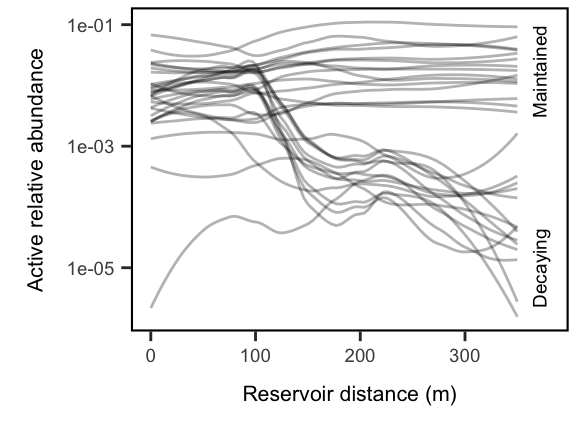 1e-01
1e-03
1e-05
Active relative abundance
Maintained
Decaying
0 100 200 300
Reservoir distance (m)